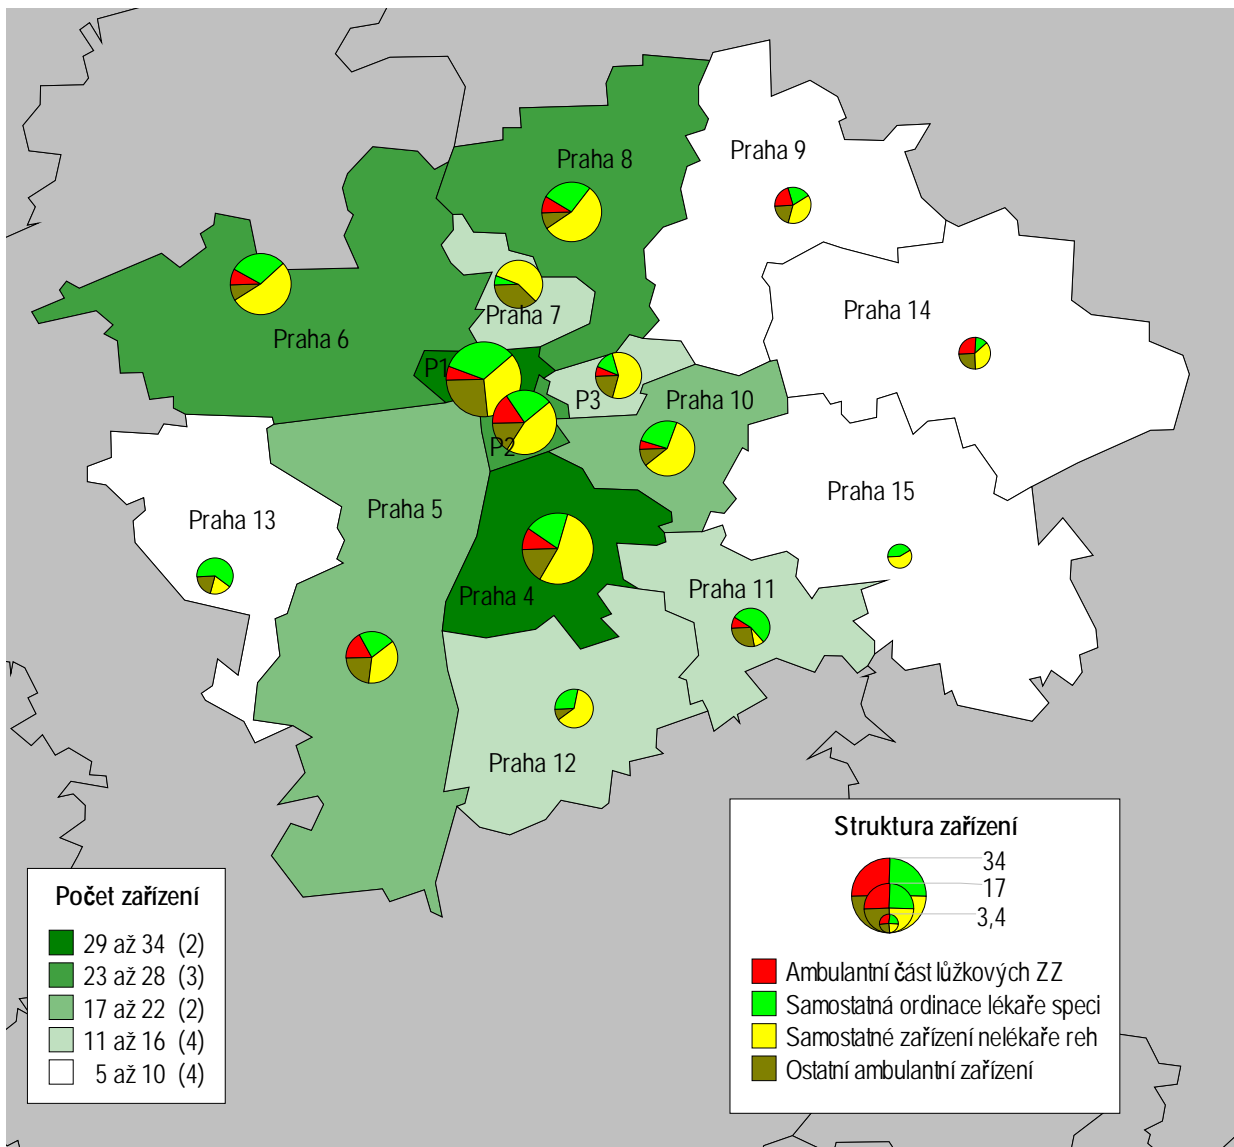 Praha 8
Praha 9
Praha 7
Praha 14
Praha 6
P1
P3
Praha 10
P2
Praha 15
Praha 5
Praha 13
Praha 4
Praha 11
Praha 12
Struktura zařízení
34
17
3,4
Ambulantní část lůžkových ZZ
Samostatná ordinace lékaře speci
Samostatné zařízení nelékaře reh
Ostatní ambulantní zařízení
Počet zařízení
29 až 34 (2)
23 až 28 (3)
17 až 22 (2)
11 až 16 (4)
5 až 10 (4)